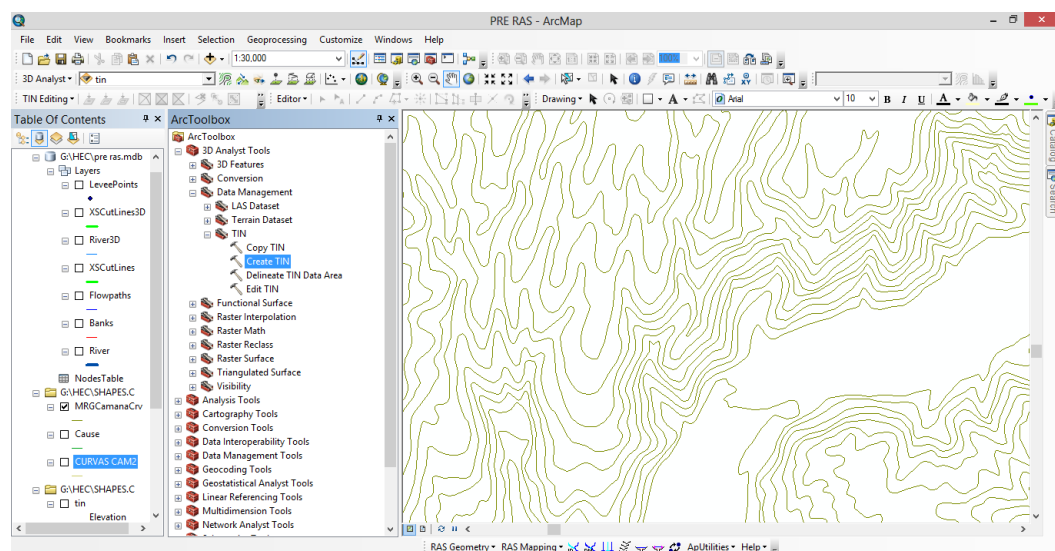 PRE RAS - ArcMap
File Edit View Bookmarks Insert Selection Geoprocessing Customize Windows Help
1:30,000
100%
3D Analyst tin
TIN Editing Editor Drawing A Arial 10 B I U A
Table Of Contents
G:\HEC\pre ras.mdb
Layers
LeveePoints
XSCutLines3D
River3D
XSCutLines
Flowpaths
Banks
River
NodesTable
G:\HEC\SHAPES.C
MRGCamanaCrv
Cause
CURVAS CAM2
G:\HEC\SHAPES.C
tin
Elevation
ArcToolbox
ArcToolbox
3D Analyst Tools
3D Features
Conversion
Data Management
LAS Dataset
Terrain Dataset
TIN
Copy TIN
Create TIN
Delineate TIN Data Area
Edit TIN
Functional Surface
Raster Interpolation
Raster Math
Raster Reclass
Raster Surface
Triangulated Surface
Visibility
Analysis Tools
Cartography Tools
Conversion Tools
Data Interoperability Tools
Data Management Tools
Geocoding Tools
Geostatistical Analyst Tools
Linear Referencing Tools
Multidimension Tools
Network Analyst Tools
Catalog
Search
RAS Geometry RAS Mapping ApUtilities Help